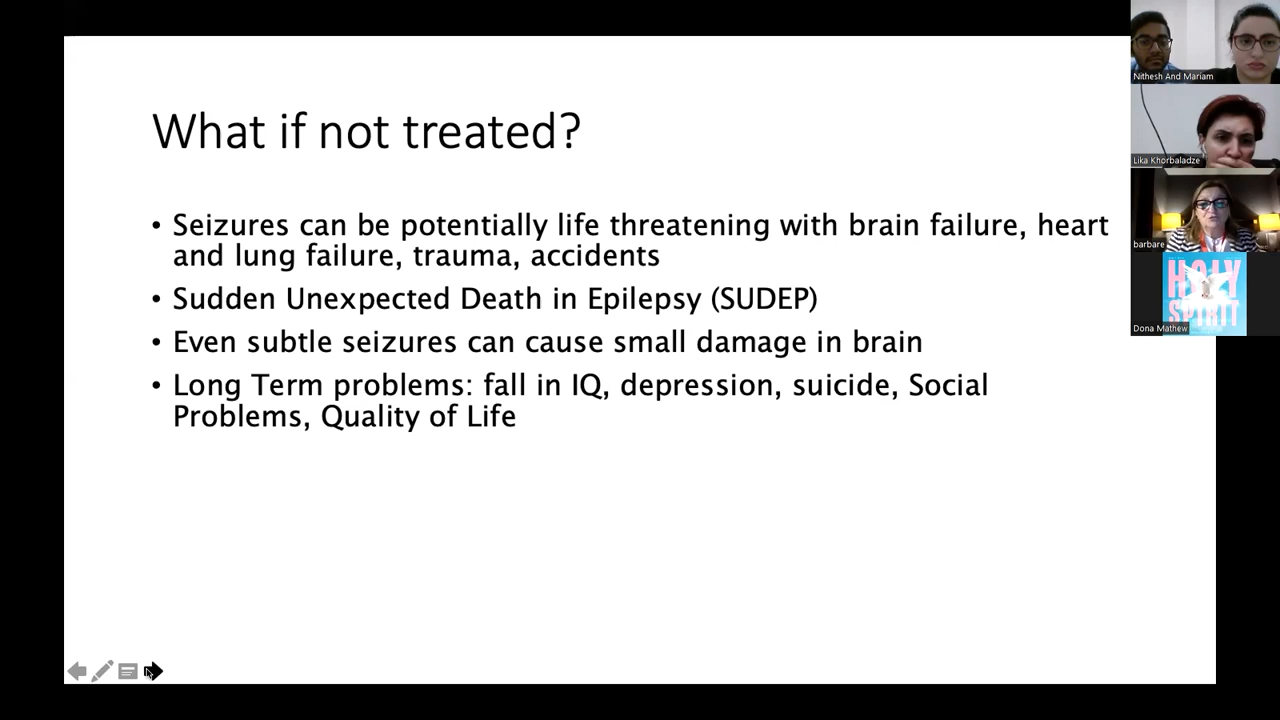 What if not treated?
• Seizures can be potentially life threatening with brain failure, heart
and lung failure, trauma, accidents
• Sudden Unexpected Death in Epilepsy (SUDEP)
• Even subtle seizures can cause small damage in brain
• Long Term problems: fall in IQ, depression, suicide, Social
Problems, Quality of Life
Nithesh And Mariam
Lika Khorbaladze
barbare
HOLY
SPIRIT
Dona Mathew